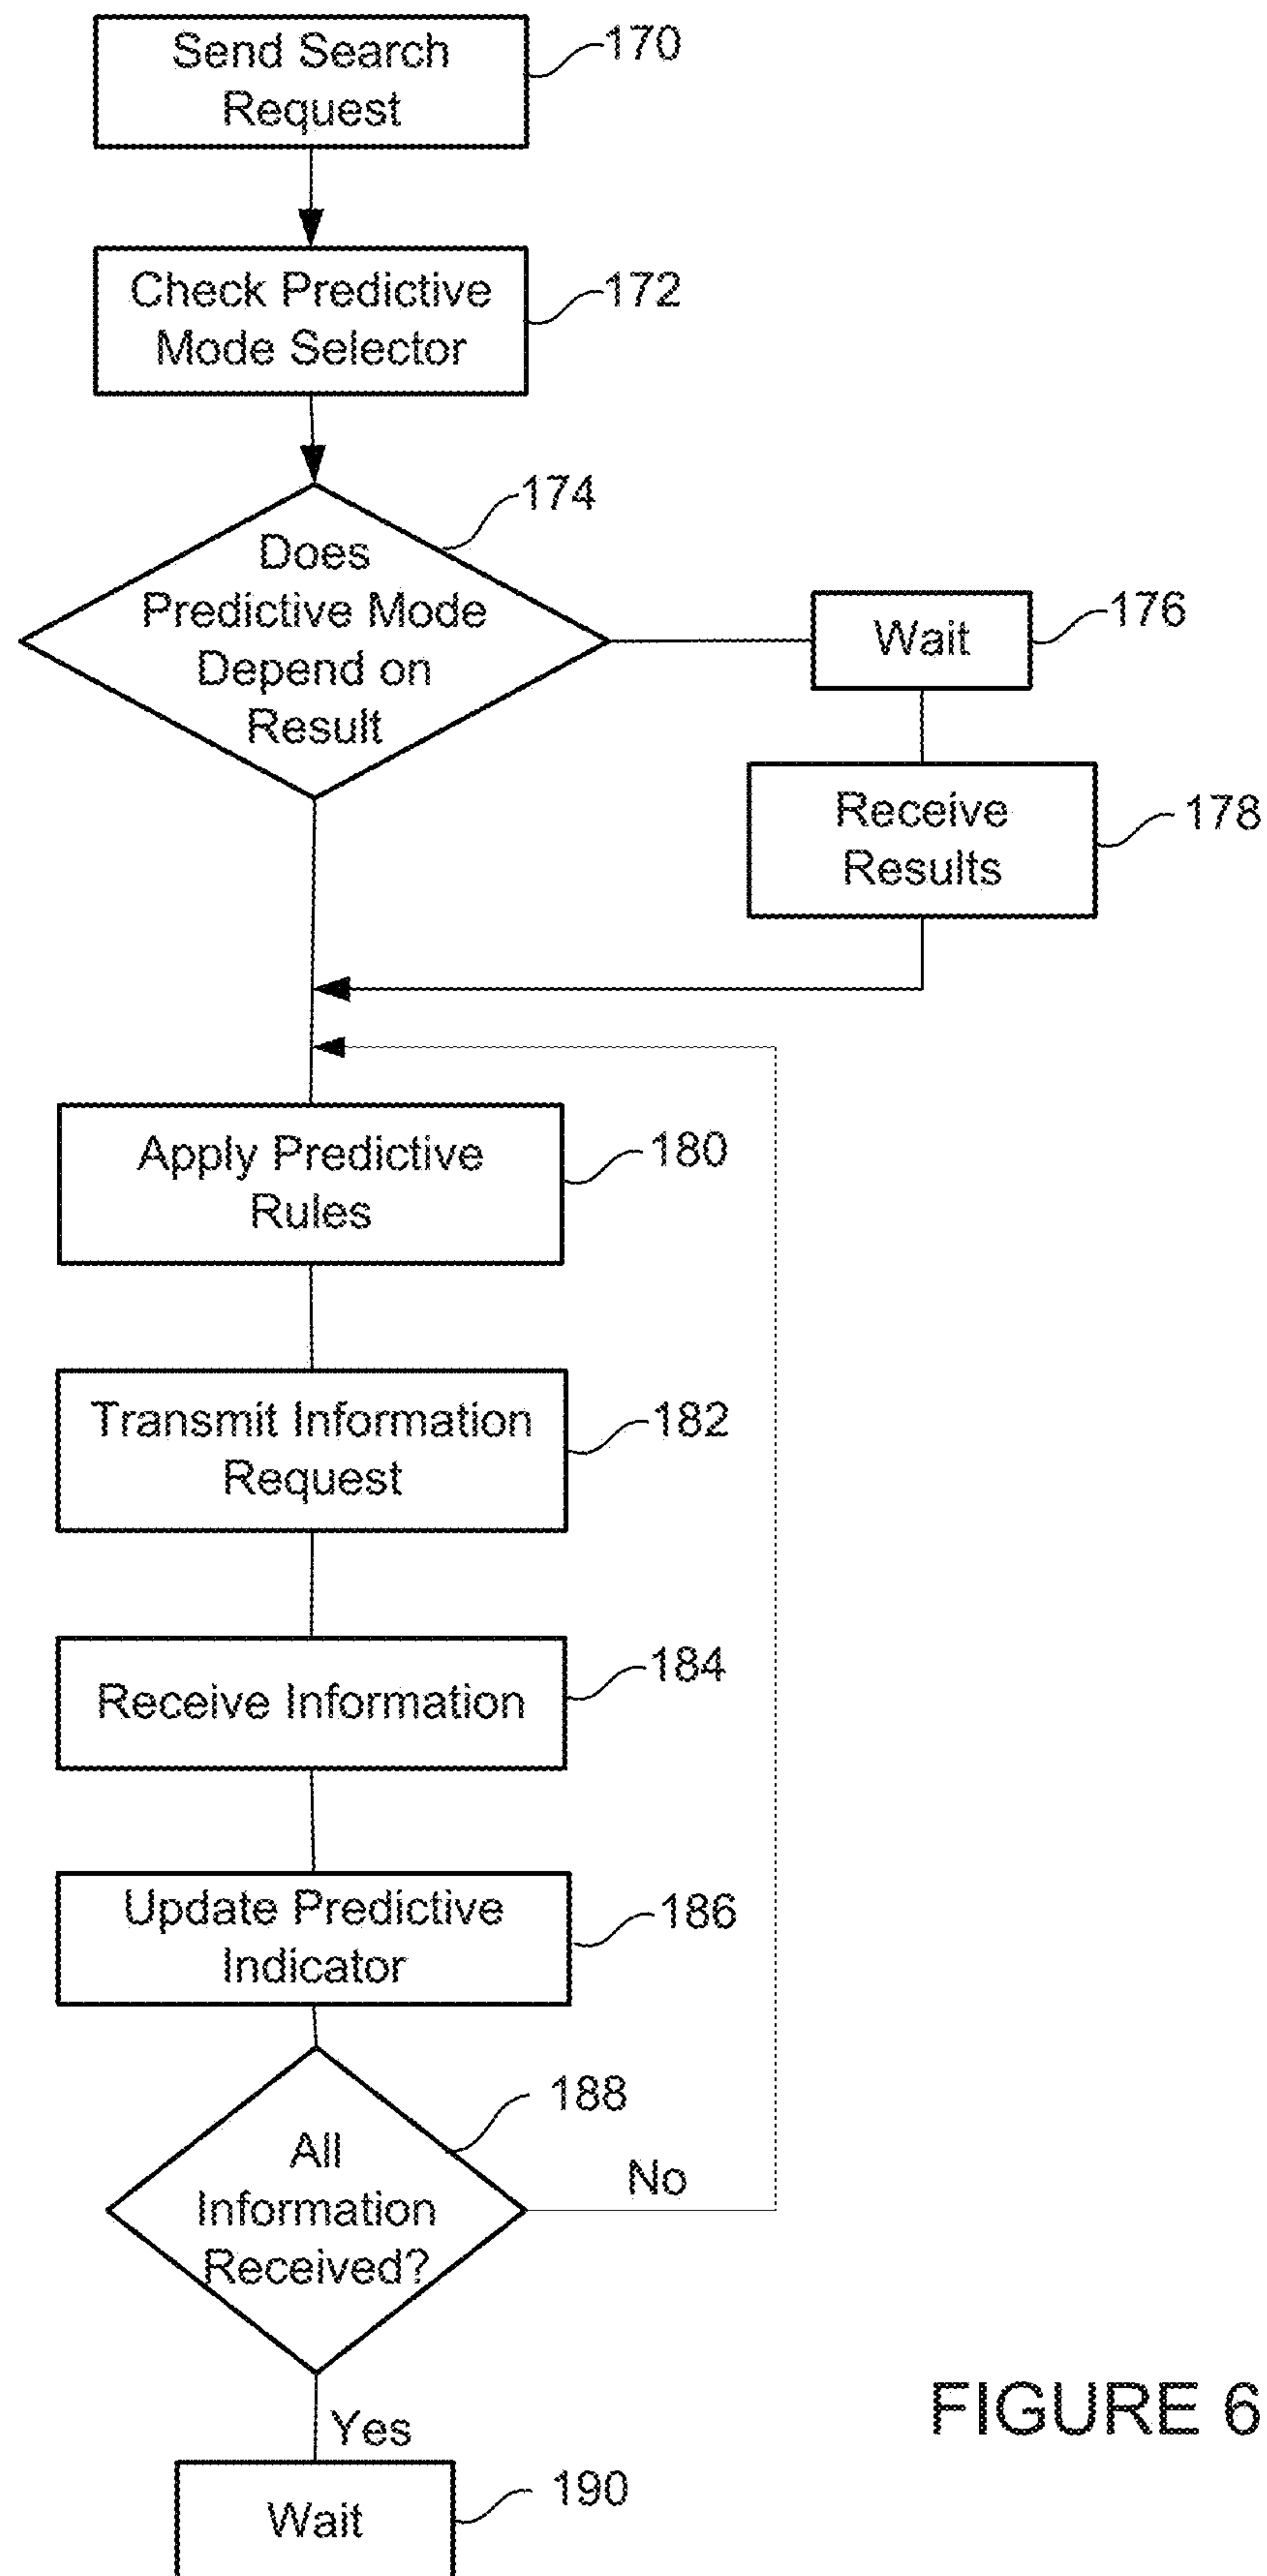 Send Search
Request
170
Check Predictive
Mode Selector
172
174
Does
Predictive Mode
Depend on
Result
Wait
176
Receive
Results
178
Apply Predictive
Rules
180
Transmit Information
Request
182
Receive Information
184
Update Predictive
Indicator
186
188
All
Information
Received?
No
Yes
Wait
190
FIGURE 6